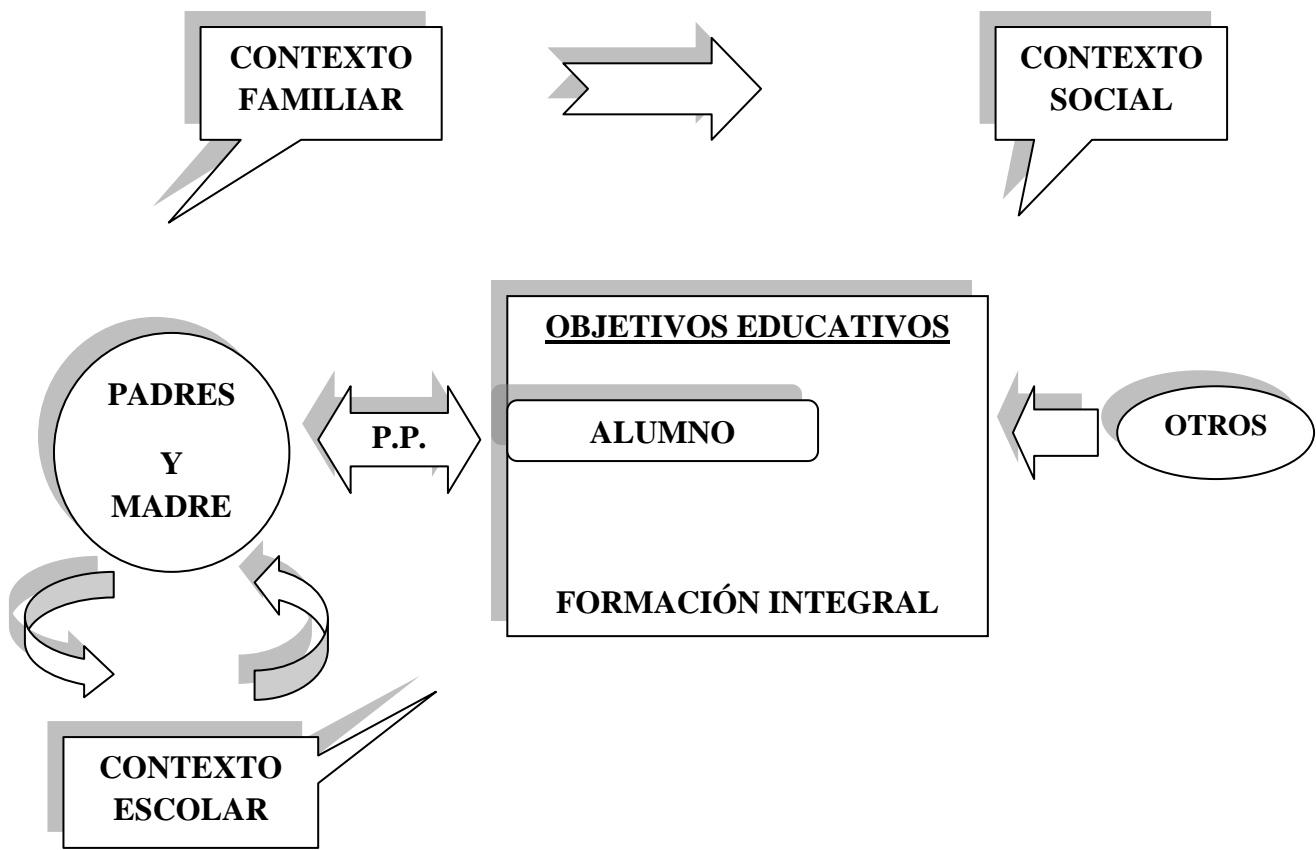 CONTEXTO
FAMILIAR
CONTEXTO
SOCIAL
OBJETIVOS EDUCATIVOS
PADRES
Y
MADRE
P.P.
ALUMNO
OTROS
FORMACIÓN INTEGRAL
CONTEXTO
ESCOLAR